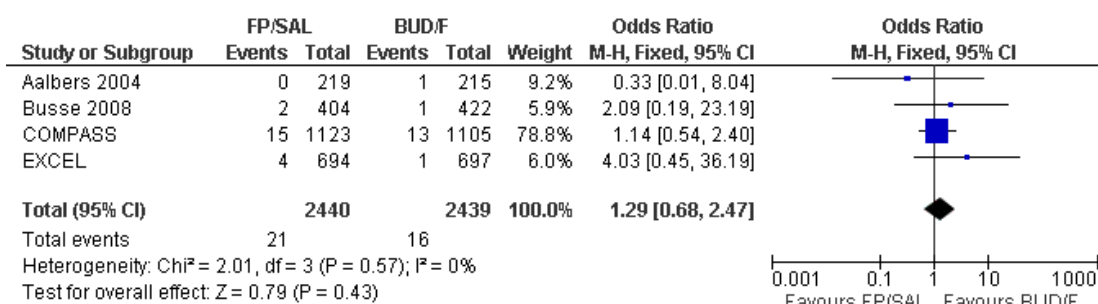 FP/SAL BUD/F Odds Ratio Odds Ratio
Study or Subgroup Events Total Events Total Weight M-H, Fixed, 95% CI M-H, Fixed, 95% CI
Aalbers 2004 0 219 1 215 9.2% 0.33 [0.01, 8.04]
Busse 2008 2 404 1 422 5.9% 2.09 [0.19, 23.19]
COMPASS 15 1123 13 1105 78.8% 1.14 [0.54, 2.40]
EXCEL 4 694 1 697 6.0% 4.03 [0.45, 36.19]
Total (95% CI) 2440 2439 100.0% 1.29 [0.68, 2.47]
Total events 21 16
Heterogeneity: Chi² = 2.01, df = 3 (P = 0.57); I² = 0%
Test for overall effect: Z = 0.79 (P = 0.43)
0.001 0.1 1 10 1000
Favours FP/SAL Favours BUD/F